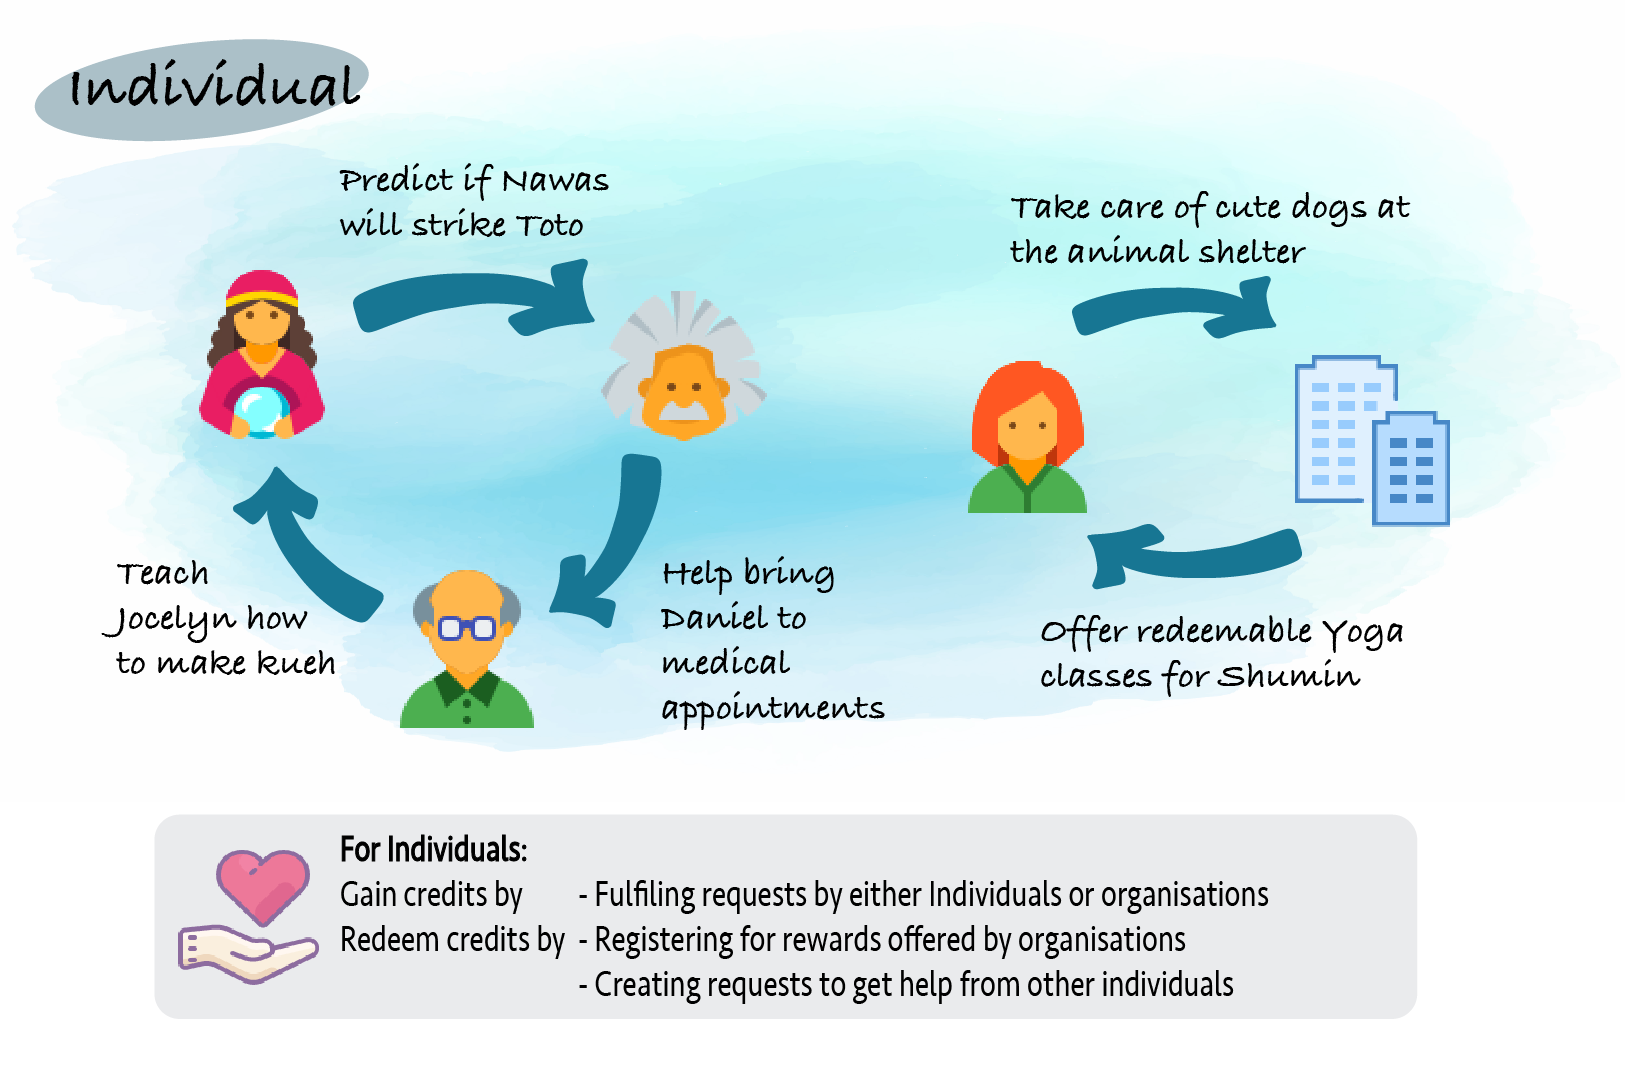 Individual
Predict if Nawas
will strike Toto
Take care of cute dogs at
the animal shelter
Teach
Jocelyn how
to make kueh
Help bring
Daniel to
medical
appointments
Offer redeemable Yoga
classes for Shumin
For Individuals:
Gain credits by - Fulfiling requests by either Individuals or organisations
Redeem credits by - Registering for rewards offered by organisations
- Creating requests to get help from other individuals